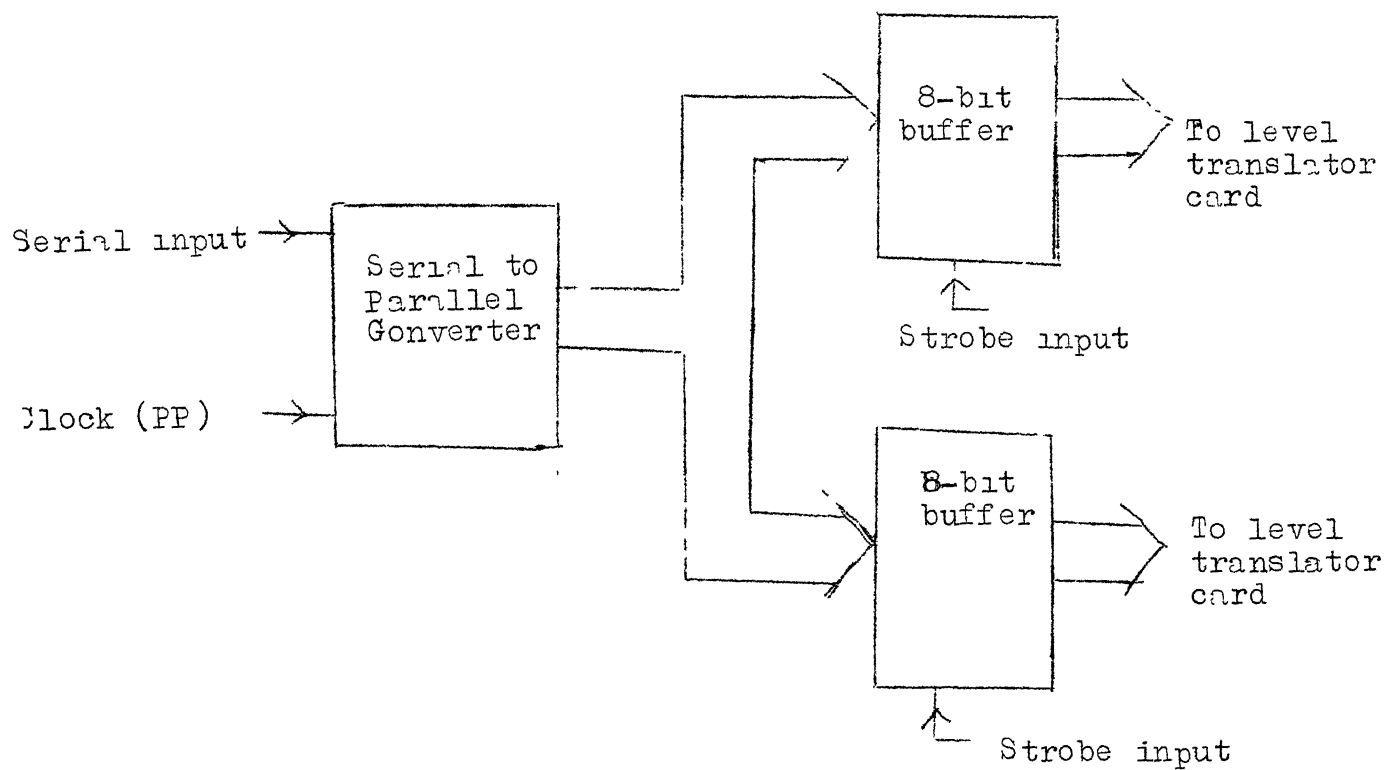 8-bit
buffer
To level
translator
card
Serial input
Serial to
Parallel
Gonverter
Strobe input
Clock (PP)
8-bit
buffer
To level
translator
card
Strobe input